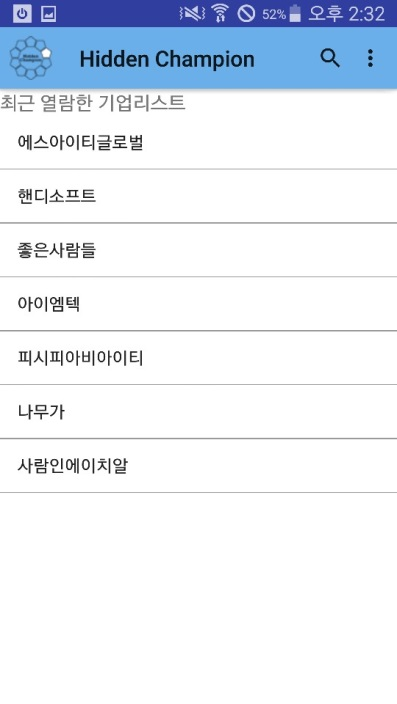 52% 오후 2:32
Hidden Champion
최근 열람한 기업리스트
에스아이티글로벌
핸디소프트
좋은사람들
아이엠텍
피시피아비아이티
나무가
사람인에이치알